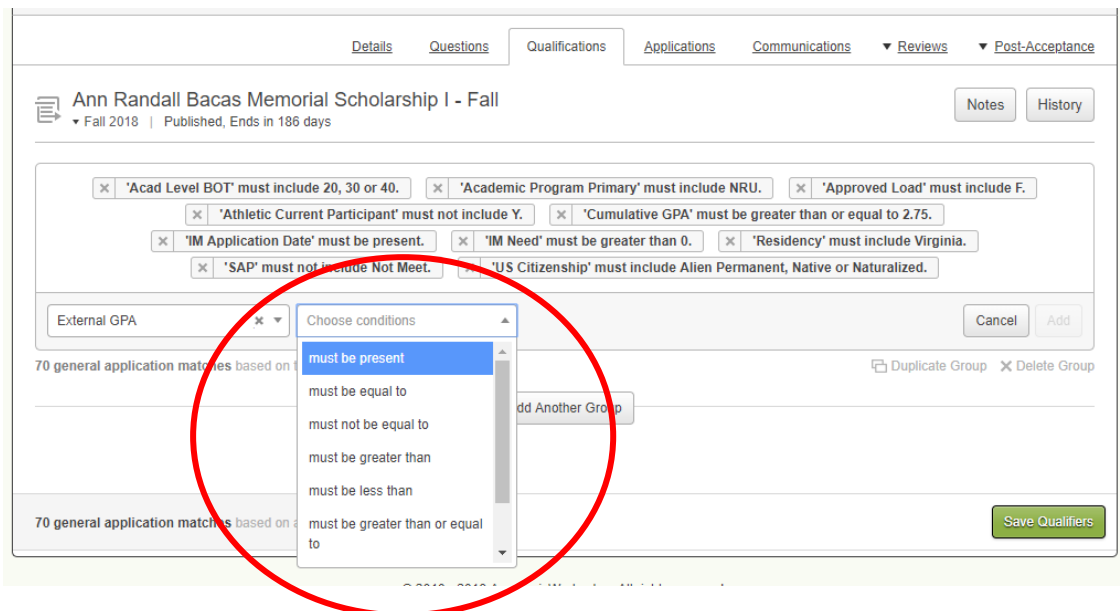 Details Questions Qualifications Applications Communications ▼ Reviews ▼ Post-Acceptance
Ann Randall Bacas Memorial Scholarship I - Fall
Notes History
▾ Fall 2018 | Published, Ends in 186 days
× 'Acad Level BOT' must include 20, 30 or 40. × 'Academic Program Primary' must include NRU. × 'Approved Load' must include F.
× 'Athletic Current Participant' must not include Y. × 'Cumulative GPA' must be greater than or equal to 2.75.
× 'IM Application Date' must be present. × 'IM Need' must be greater than 0. × 'Residency' must include Virginia.
× 'SAP' must not include Not Meet. × 'US Citizenship' must include Alien Permanent, Native or Naturalized.
External GPA × ▼ Choose conditions ▲ Cancel Add
must be present
70 general application matches based on Duplicate Group × Delete Group
must be equal to
dd Another Group
must not be equal to
must be greater than
must be less than
70 general application matches based on
must be greater than or equal
to
Save Qualifiers